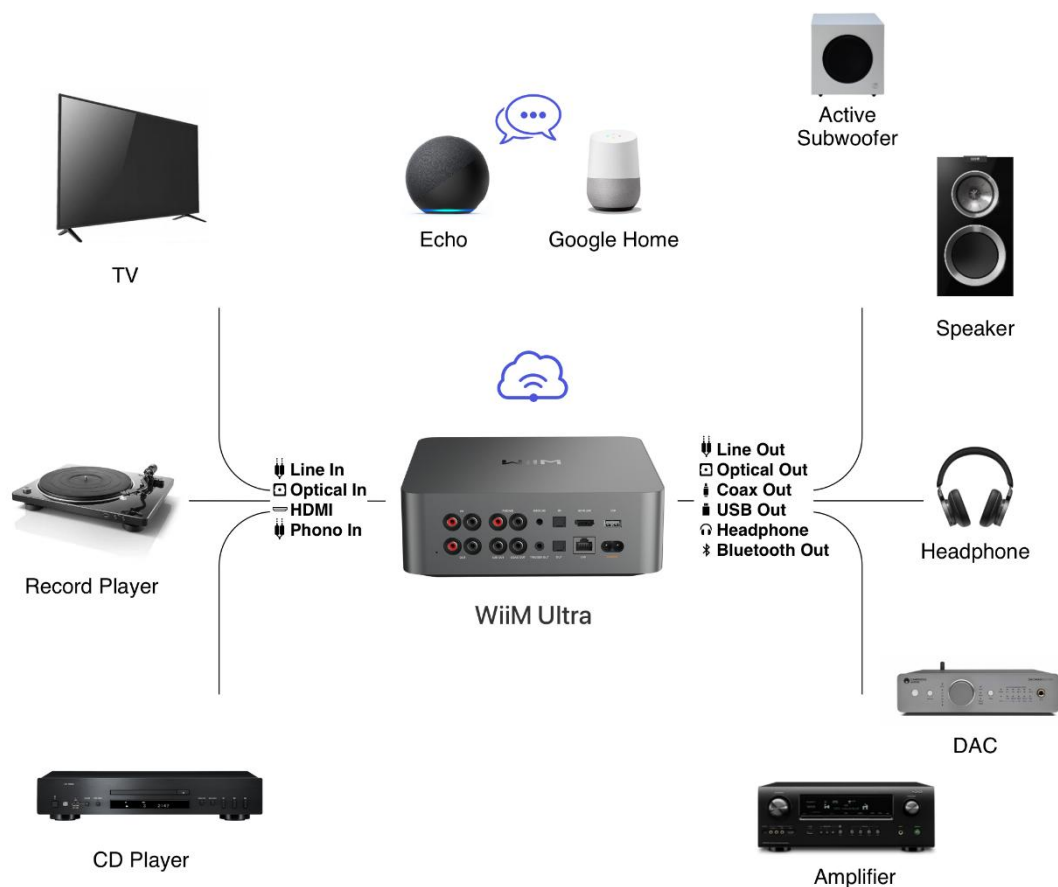 Active
Subwoofer
TV
Echo
Google Home
Speaker
Line In
Optical In
HDMI
Phono In
WiiM
Line Out
Optical Out
Coax Out
USB Out
Headphone
Bluetooth Out
Record Player
WiiM Ultra
Headphone
DAC
CD Player
Amplifier